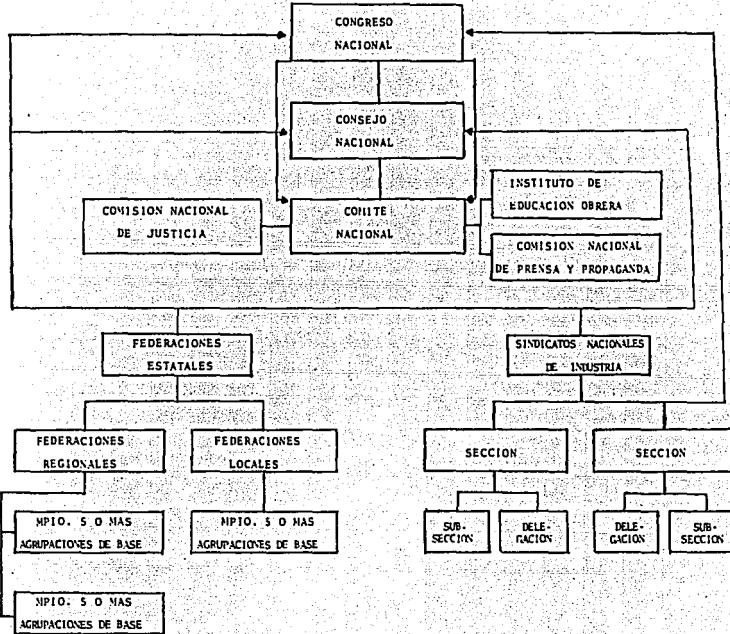 CONGRESO
NACIONAL
CONSEJO
NACIONAL
COMISION NACIONAL
DE JUSTICIA
COMITE
NACIONAL
INSTITUTO DE
EDUCACION OBRERA
COMISION NACIONAL
DE PRENSA Y PROPAGANDA
FEDERACIONES
ESTATALES
SINDICATOS NACIONALES
DE INDUSTRIA
FEDERACIONES
REGIONALES
FEDERACIONES
LOCALES
SECCION
SECCION
MPIO. 5 O MAS
AGRUPACIONES DE BASE
MPIO. 5 O MAS
AGRUPACIONES DE BASE
SUB-
SECCION
DELE-
GACION
DELE-
GACION
SUB-
SECCION
MPIO. 5 O MAS
AGRUPACIONES DE BASE